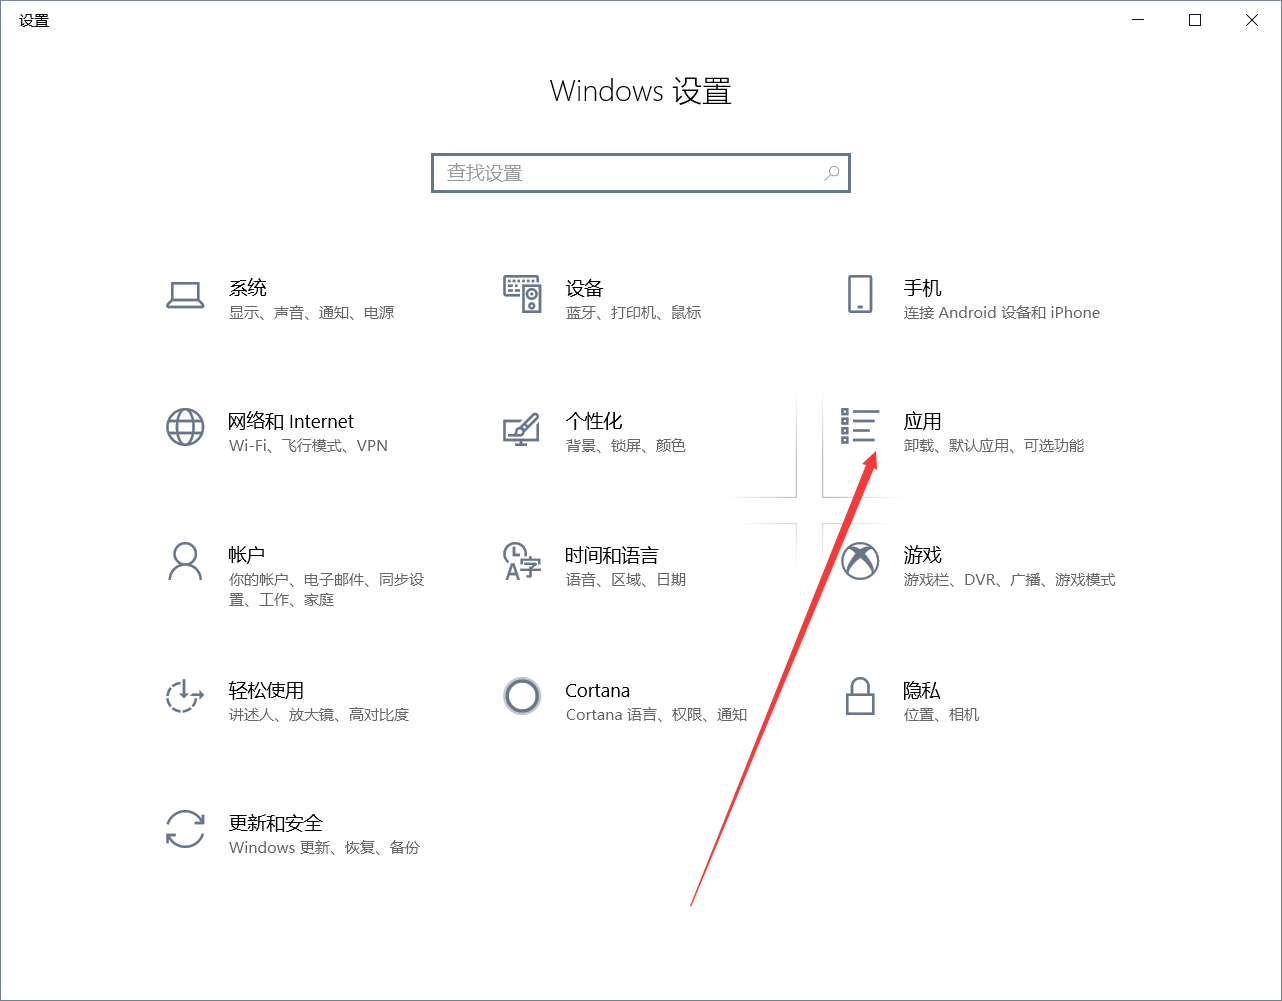 设置
Windows 设置
查找设置
系统
显示、声音、通知、电源
设备
蓝牙、打印机、鼠标
手机
连接 Android 设备和 iPhone
网络和 Internet
Wi-Fi、飞行模式、VPN
个性化
背景、锁屏、颜色
应用
卸载、默认应用、可选功能
帐户
你的帐户、电子邮件、同步设
置、工作、家庭
时间和语言
语音、区域、日期
游戏
游戏栏、DVR、广播、游戏模式
轻松使用
讲述人、放大镜、高对比度
Cortana
Cortana 语言、权限、通知
隐私
位置、相机
更新和安全
Windows 更新、恢复、备份